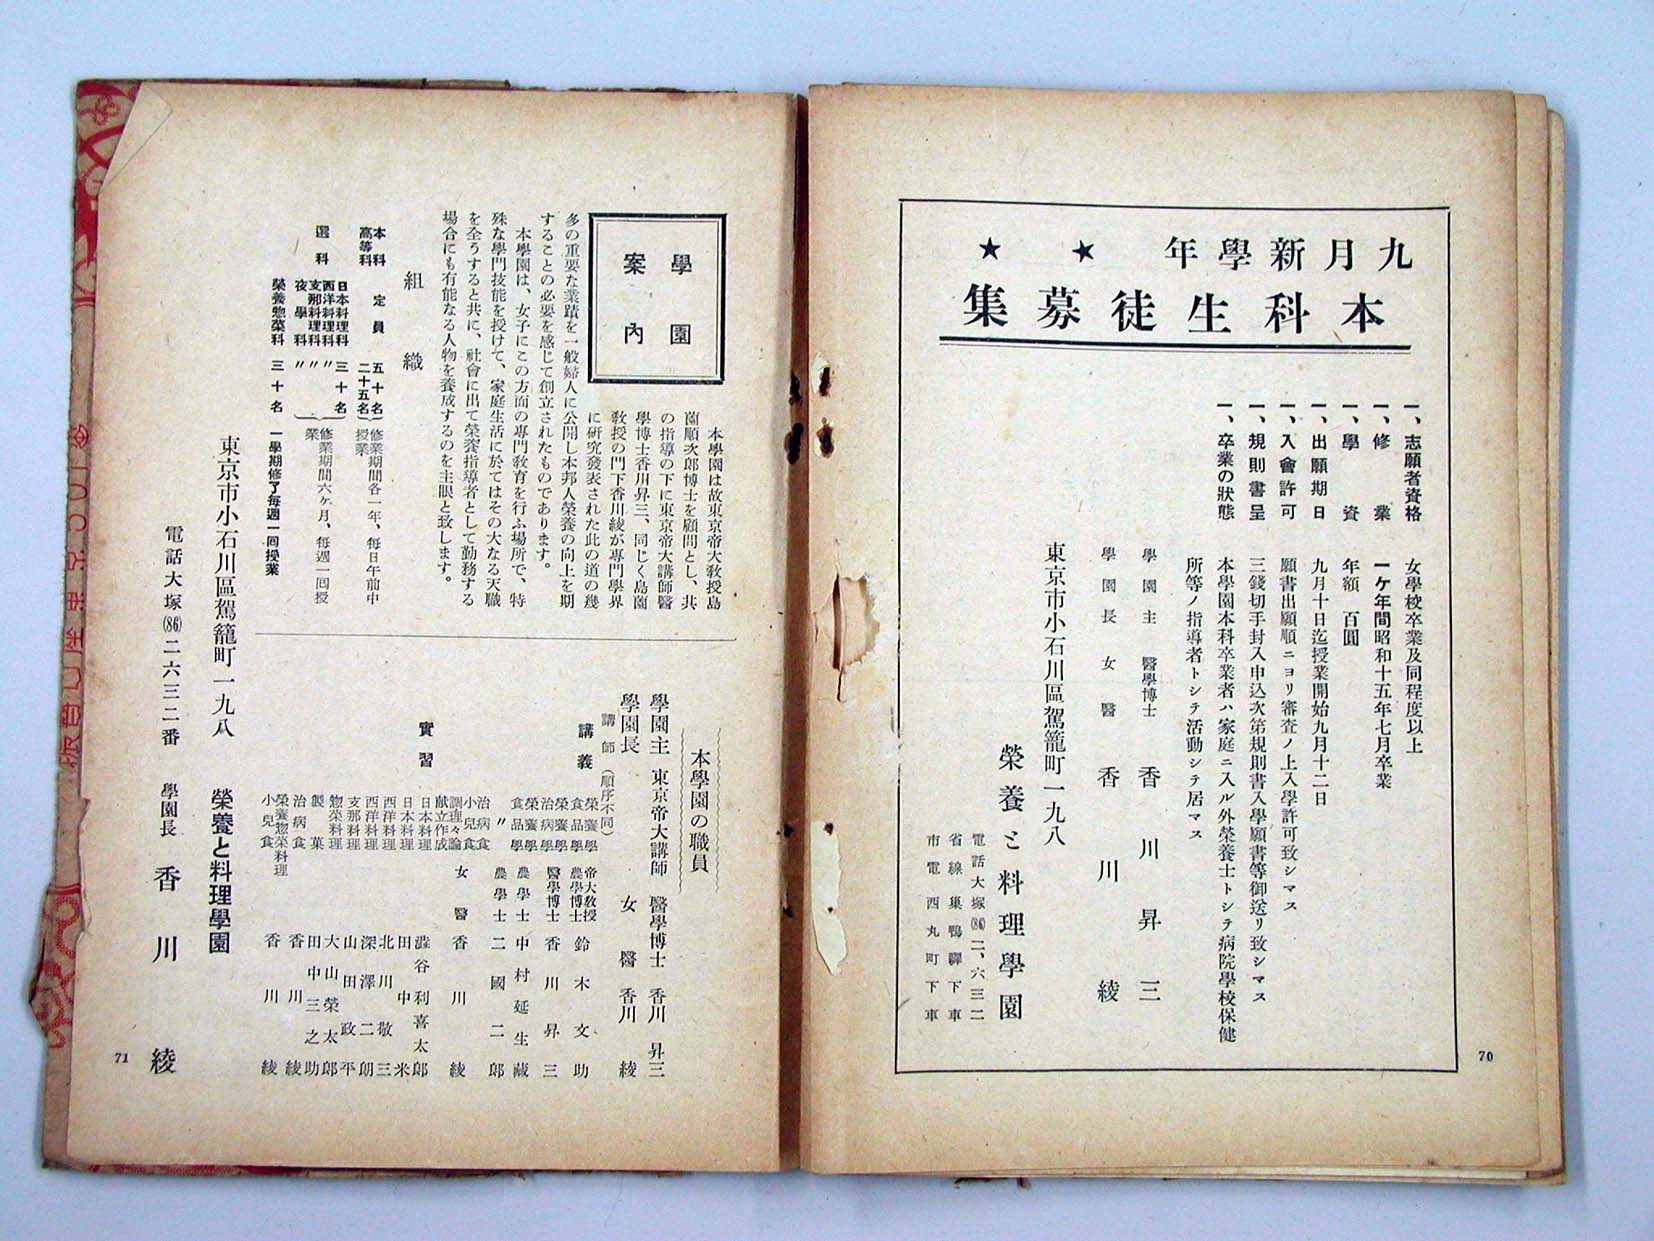 九月新學年 ★ ★
本科生徒募集
一、志願者資格 女學校卒業及同程度以上
一、修業 一ケ年間昭和十五年七月卒業
一、學資 年額 百圓
一、出願期日 九月十日迄授業開始九月十二日
一、入會許可 願書出願順ニヨリ審査ノ上入學許可致シマス
一、規則書呈 三錢切手封入申込次第規則書入學願書等御送リ致シマス
一、卒業の狀態 本學園本科卒業者ハ家庭ニ入ル外榮養士トシテ病院學校保健
所等ノ指導者トシテ活動シテ居マス
學園主 醫學博士 香川昇三
學園長 女醫 香川綾
東京市小石川區駕籠町一九八
榮養と料理學園
電話大塚(86)二、六三二
省線巢鴨驛下車
市電西丸町下車
70
學園
案內
本學園は故東京帝大敎授島
薗順次郎博士を顧問とし、共
の指導の下に東京帝大講師醫
學博士香川昇三、同じく島薗
敎授の門下香川綾が專門學界
に硏究發表された此の道の幾
多の重要な業蹟を一般婦人に公開し本邦人榮養の向上を期
することの必要を感じて創立されたものであります。
本學園は、女子にこの方面の專門敎育を行ふ場所で、特
殊な學門技能を授けて、家庭生活に於てはその大なる天職
を全うすると共に、社會に出て榮養指導者として勤務する
場合にも有能なる人物を養成するのを主眼と致します。
組織
本科 定員 五十名
高等科 二十五名
修業期間各一年、每日午前中
授業
選科
日本料理科 三十名
西洋料理科 〃
支那料理科 〃
夜學科 〃
修業期間六ケ月、每週一回授
業
榮養惣菜科 三十名 一學期修了每週一回授業
東京市小石川區駕籠町一九八 榮養と料理學園
電話大塚(86)二六三二番 學園長 香川綾
本學園の職員
學園主 東京帝大講師 醫學博士 香川昇三
學園長 女醫 香川綾
講師(順序不同)
講義
榮養學 帝大敎授
食品學 農學博士 鈴木文助
榮養學
治病學 醫學博士 香川昇三
榮養學
食品學 農學士 中村延生藏
〃 農學士 二國二郎
治病食
小兒食
調理々論
献立作成 女醫 香川綾
實習
日本料理 澁谷利喜太郎
日本料理 田中米
西洋料理 北川敬三
西洋料理 深澤二朗
支那料理 山田政平
惣菜料理 大山榮太郎
製菓 田中三之助
治病食 香川綾
榮養惣菜料理
小兒食 香川綾
71